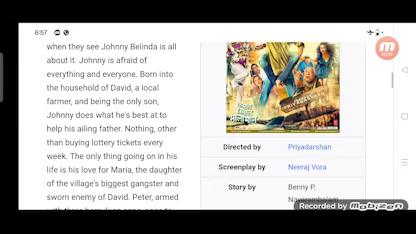 6:57
when they see Johnny Belinda is all
about it. Johnny is afraid of
everything and everyone. Born into
the household of David, a local
farmer, and being the only son,
Johnny does what he's best at to
help his ailing father. Nothing, other
than buying lottery tickets every
week. The only thing going on in his
life is his love for Maria, the daughter
of the village's biggest gangster and
sworn enemy of David. Peter, armed
Directed by Priyadarshan
Screenplay by Neeraj Vora
Story by Benny P.
Recorded by Mobizen